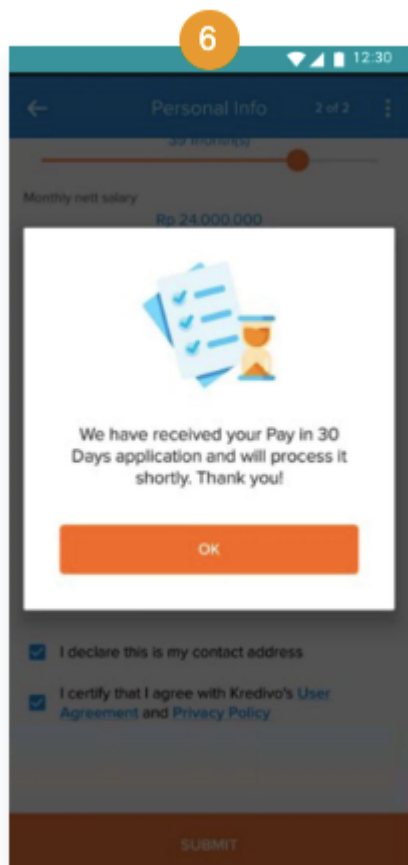 6
12:30
Personal Info 2 of 2
39 month(s)
Monthly nett salary
Rp 24.000.000
We have received your Pay in 30
Days application and will process it
shortly. Thank you!
OK
I declare this is my contact address
I certify that I agree with Kredivo's User
Agreement and Privacy Policy
SUBMIT